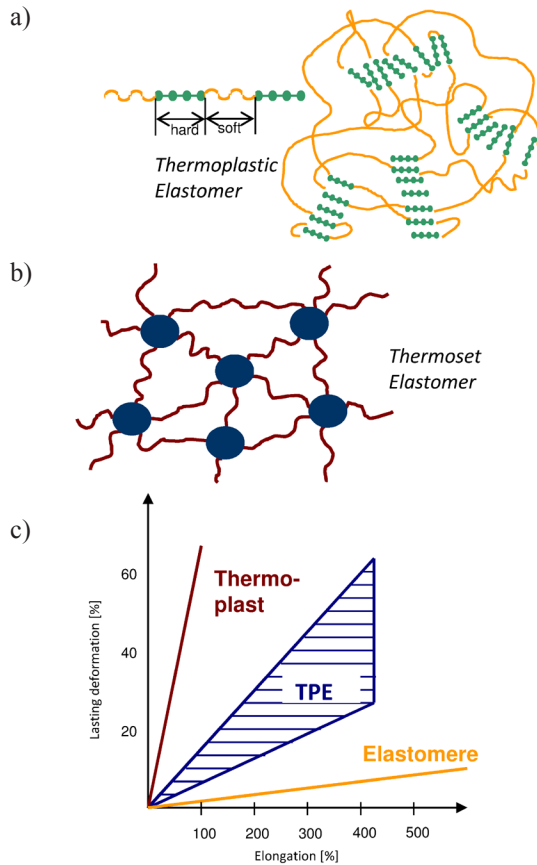 a)
hard
soft
Thermoplastic
Elastomer
b)
Thermoset
Elastomer
c)
Lasting deformation [%]
60
40
20
Thermo-
plast
TPE
Elastomere
100
200
300
400
500
Elongation [%]